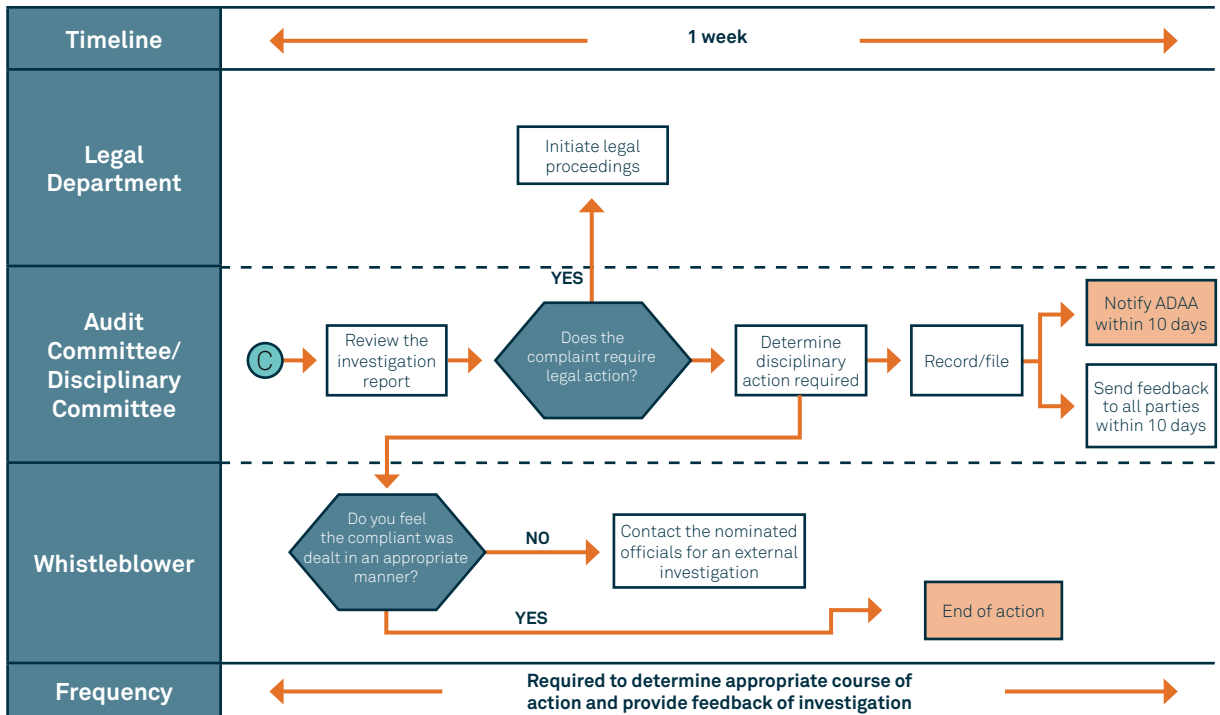 Timeline
1 week
Legal
Department
Initiate legal
proceedings
YES
Audit
Committee/
Disciplinary
Committee
C
Review the
investigation
report
Does the
complaint require
legal action?
Determine
disciplinary
action required
Record/file
Notify ADAA
within 10 days
Send feedback
to all parties
within 10 days
Whistleblower
Do you feel
the compliant was
dealt in an appropriate
manner?
NO
Contact the nominated
officials for an external
investigation
YES
End of action
Frequency
Required to determine appropriate course of
action and provide feedback of investigation